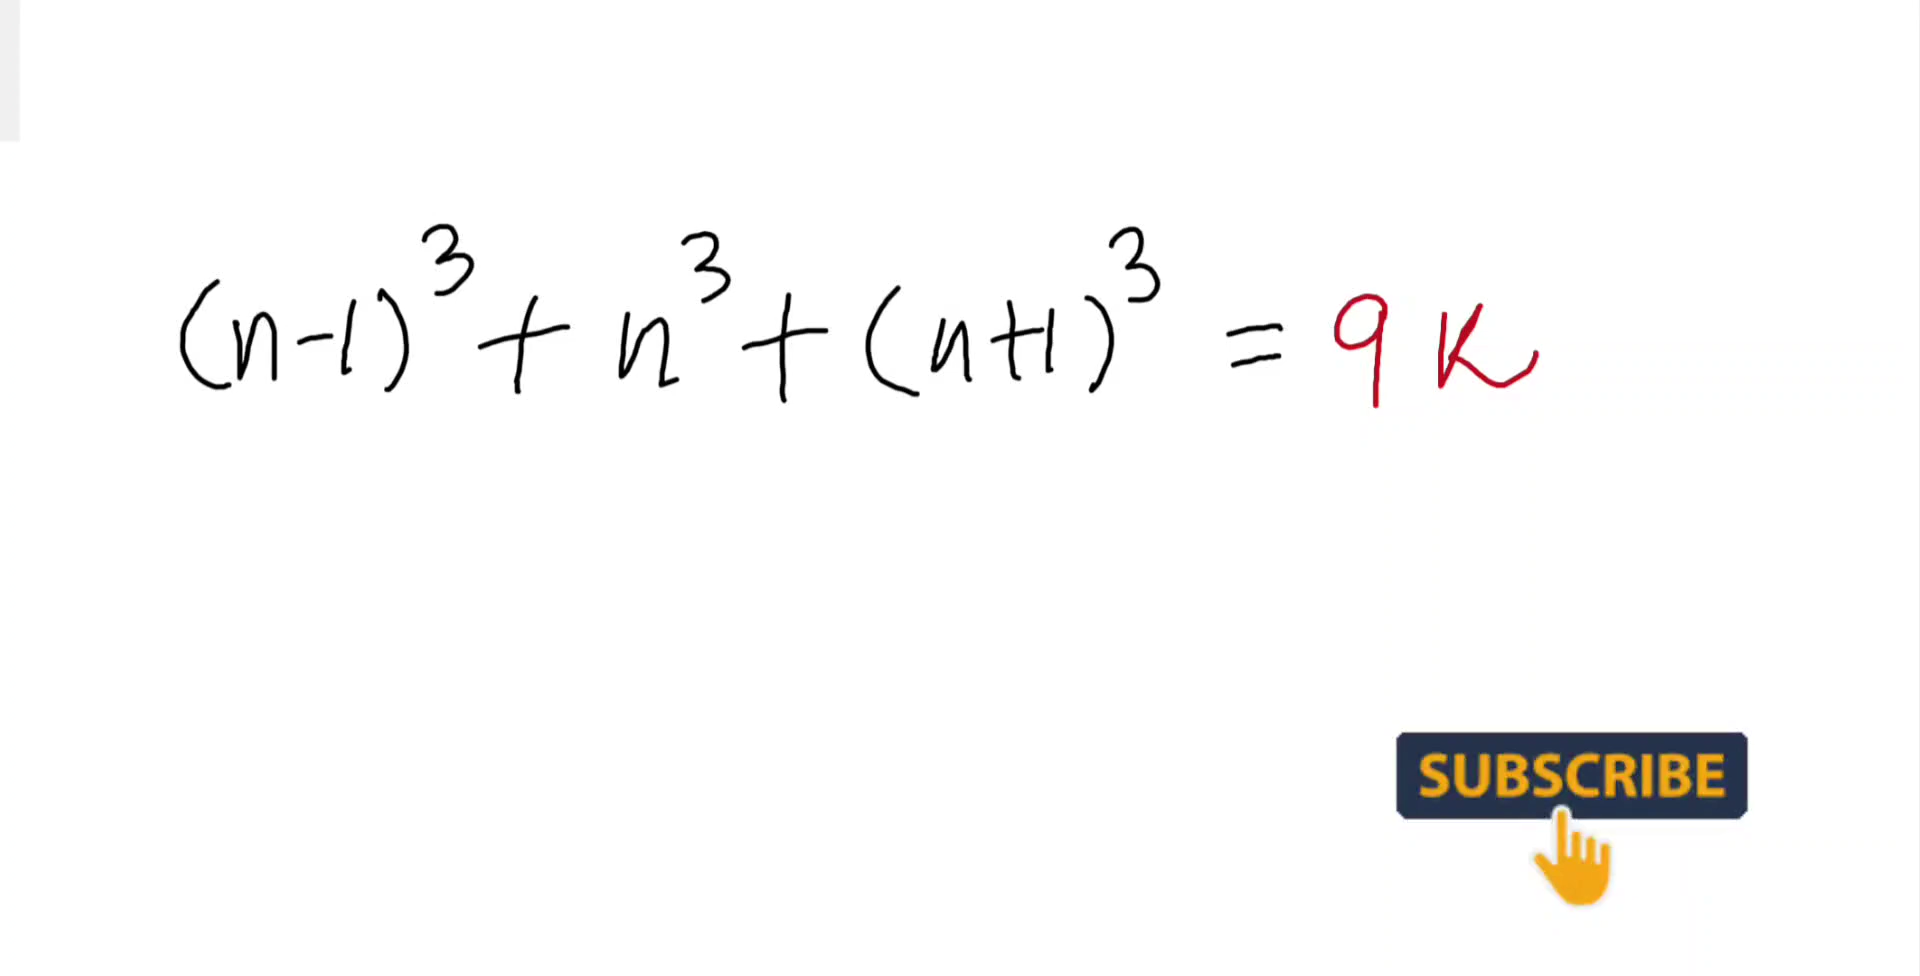 (n-1)³ + n³ + (n+1)³ = 9K
SUBSCRIBE